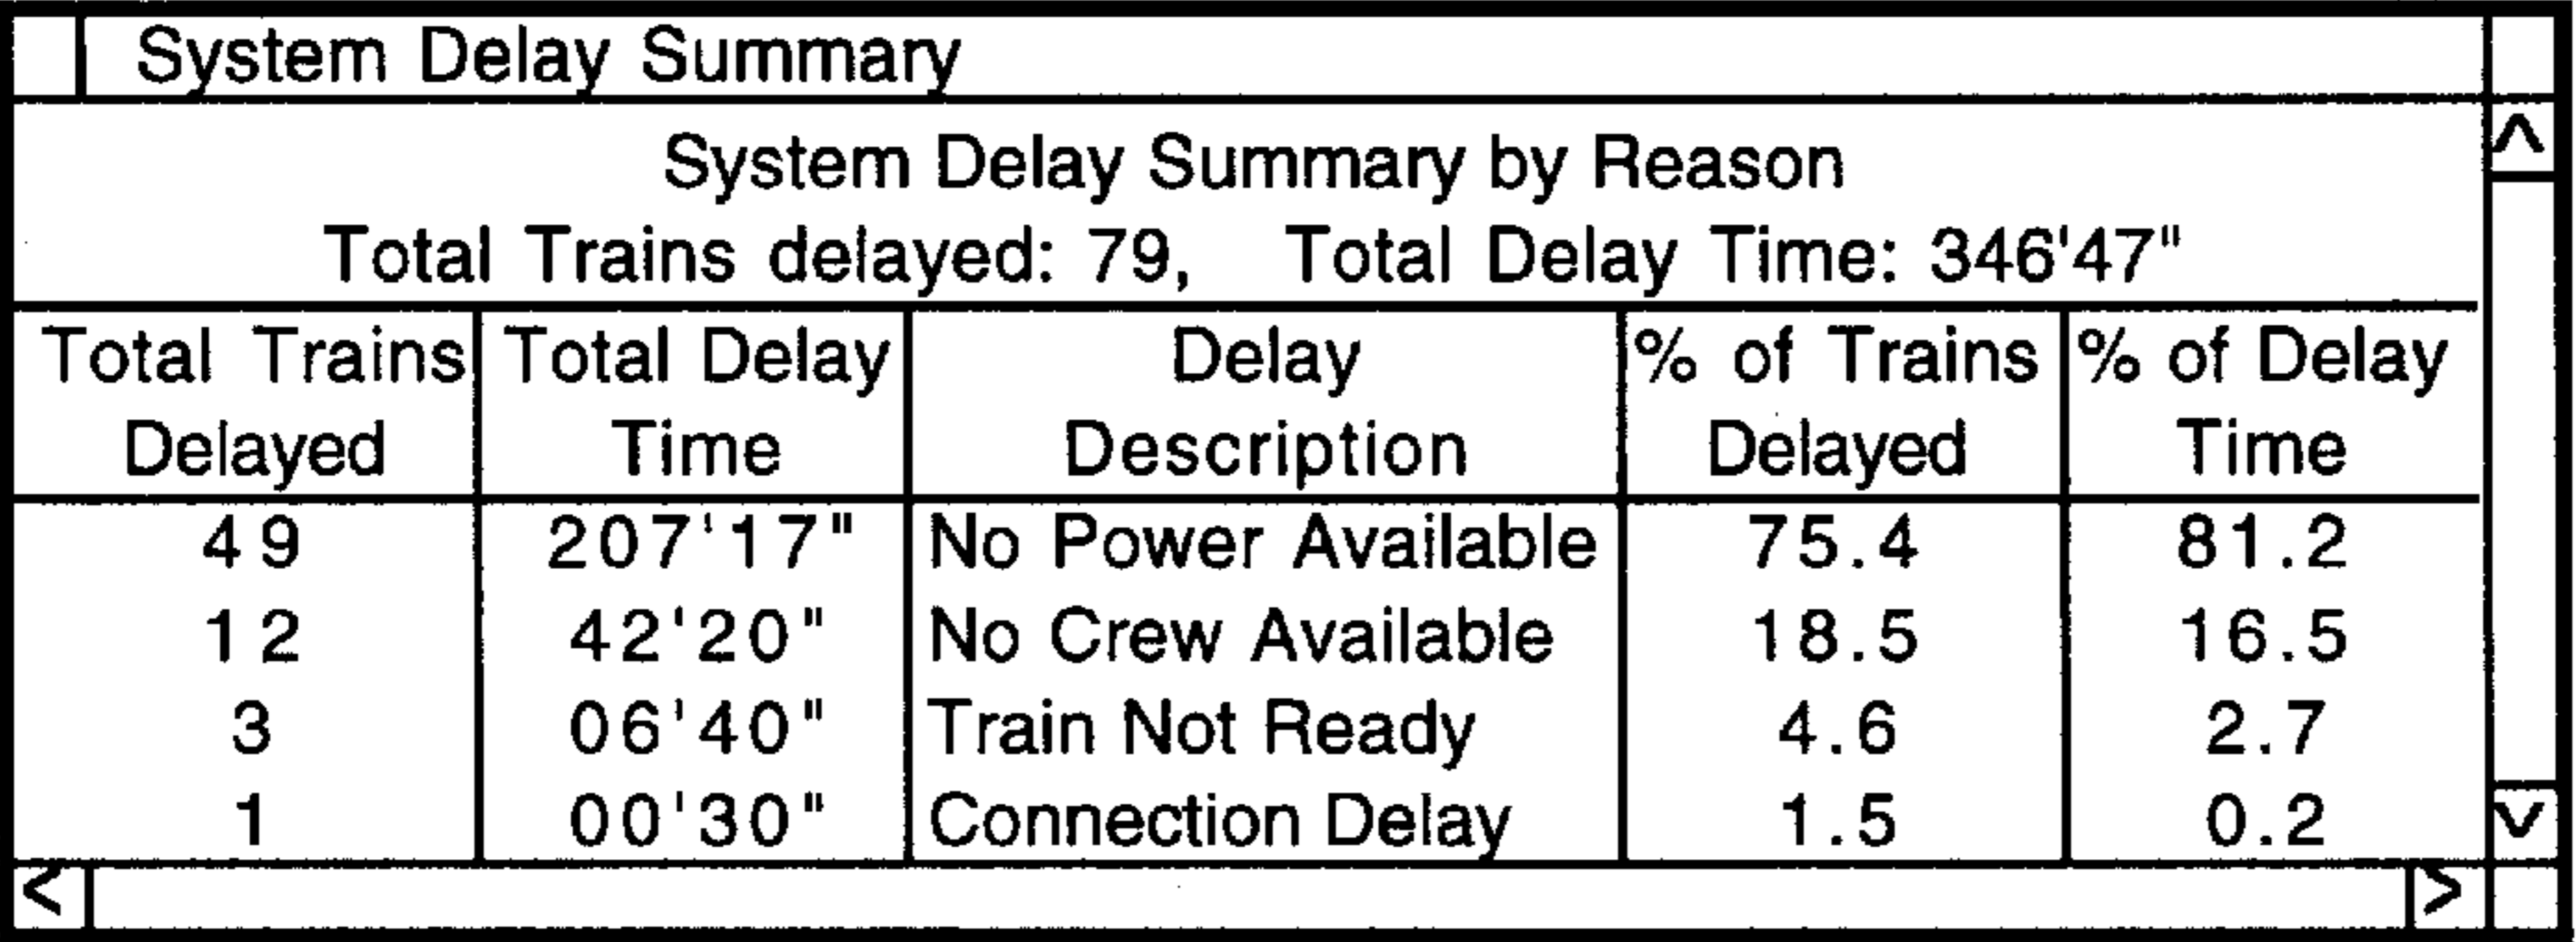 System Delay Summary
System Delay Summary by Reason
Total Trains delayed: 79, Total Delay Time: 346'47"
Total Trains Delayed Total Delay Time Delay Description % of Trains Delayed % of Delay Time
49 207'17" No Power Available 75.4 81.2
12 42'20" No Crew Available 18.5 16.5
3 06'40" Train Not Ready 4.6 2.7
1 00'30" Connection Delay 1.5 0.2